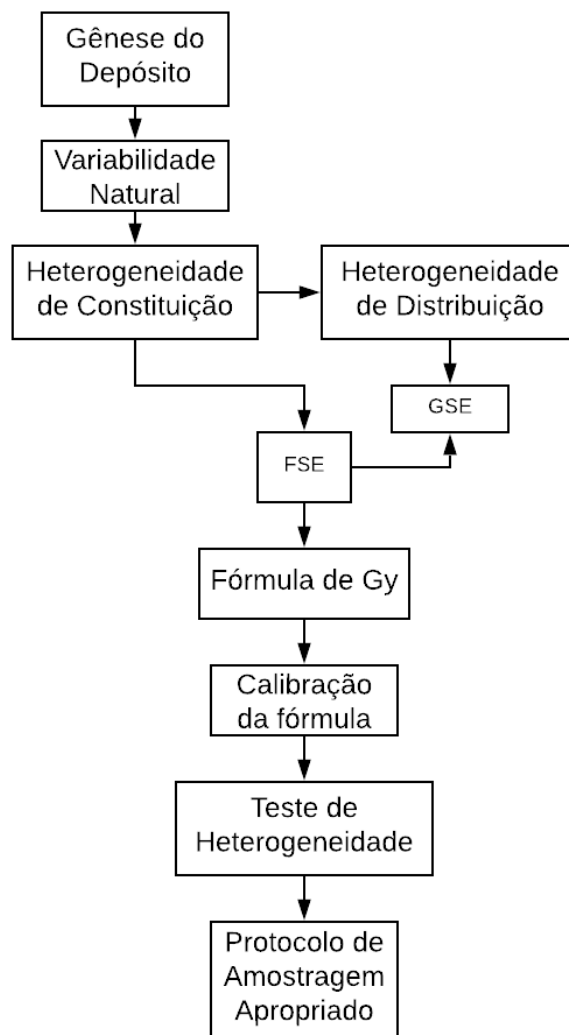 Gênese do
Depósito
Variabilidade
Natural
Heterogeneidade
de Constituição
Heterogeneidade
de Distribuição
GSE
FSE
Fórmula de Gy
Calibração
da fórmula
Teste de
Heterogeneidade
Protocolo de
Amostragem
Apropriado